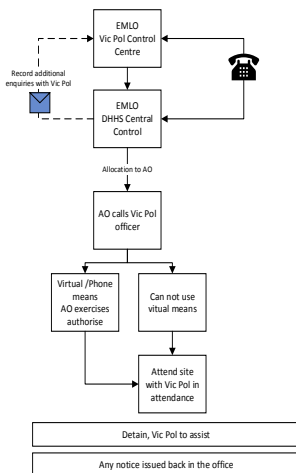 EMLO
Vic Pol Control
Centre
Record additional
enquiries with Vic Pol
EMLO
DHHS Central
Control
Allocation to AO
AO calls Vic Pol
officer
Virtual /Phone
means
AO exercises
authorise
Can not use
vitual means
Attend site
with Vic Pol in
attendance
Detain, Vic Pol to assist
Any notice issued back in the office